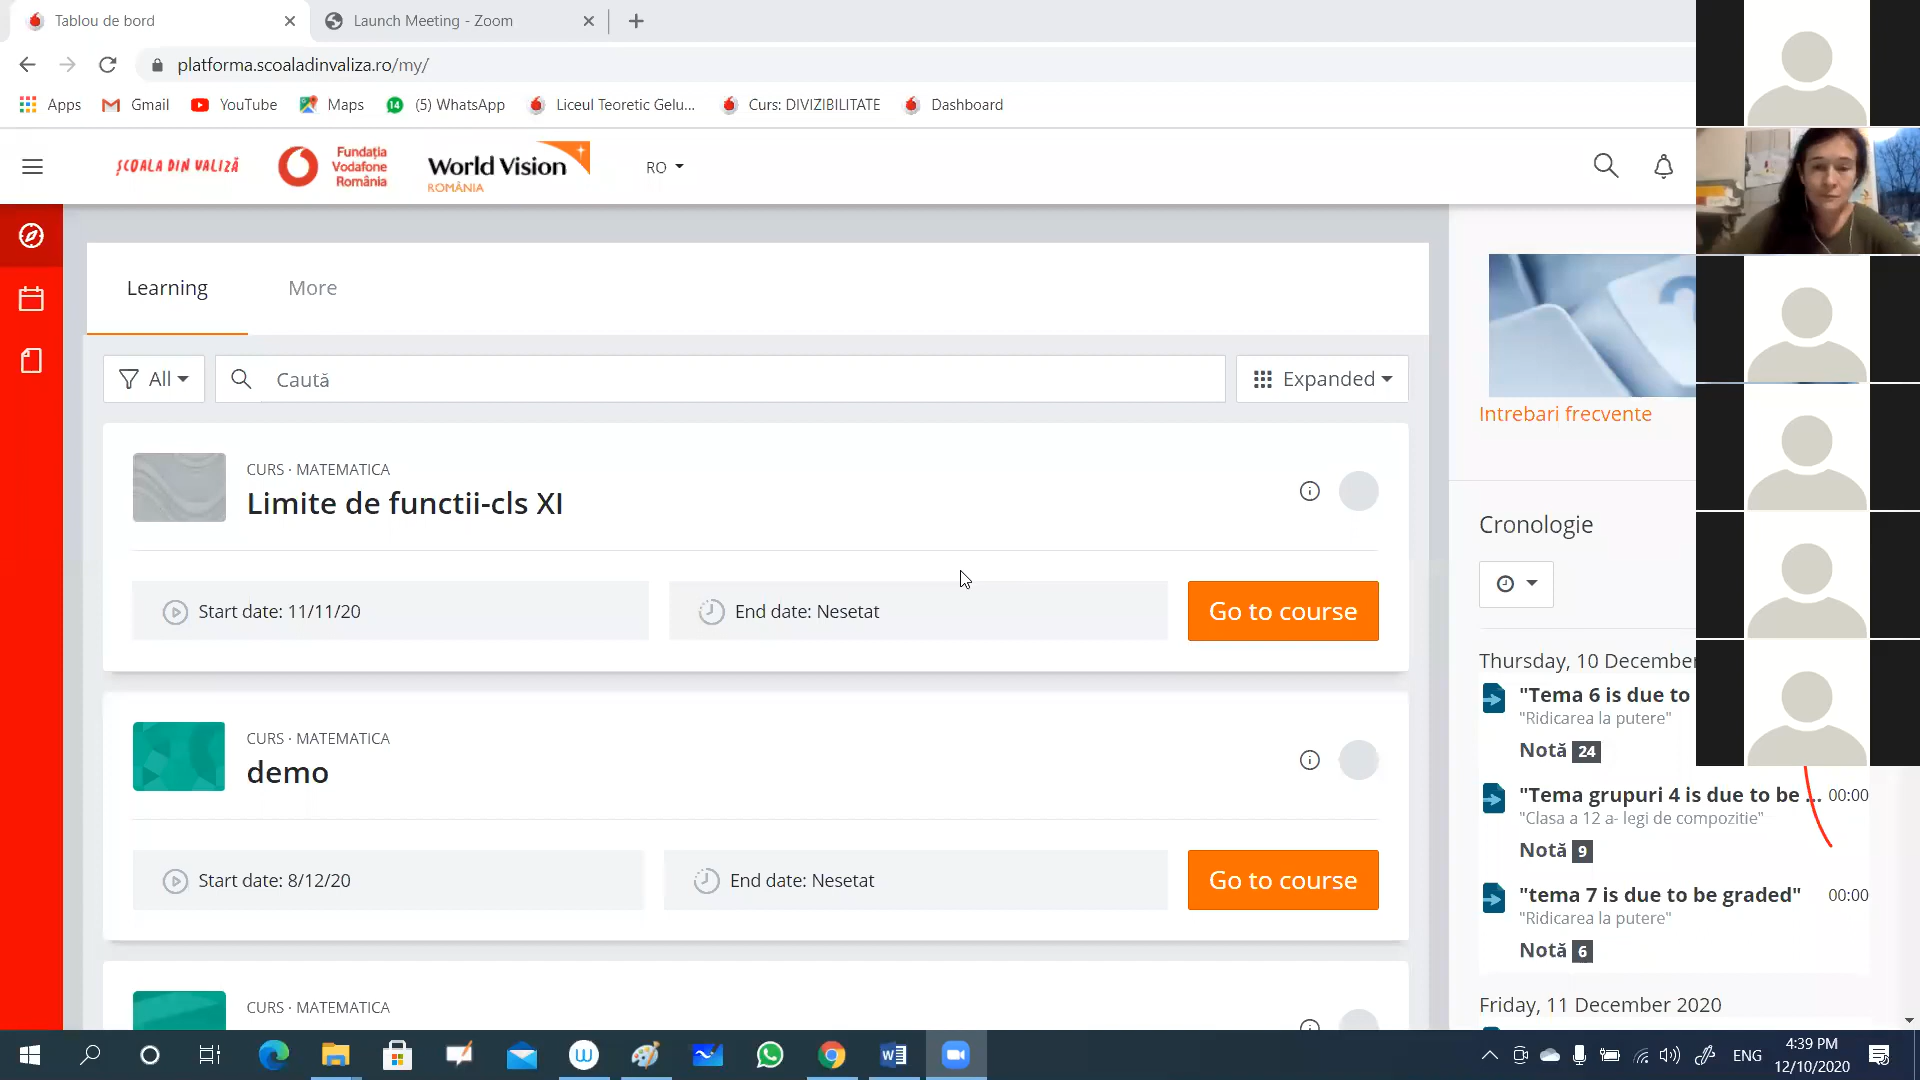 Tablou de bord
Launch Meeting - Zoom
platforma.scoaladinvaliza.ro/my/
Apps
Gmail
YouTube
Maps
14
(5) WhatsApp
Liceul Teoretic Gelu...
Curs: DIVIZIBILITATE
Dashboard
ȘCOALA DIN VALIZĂ
Fundația
Vodafone
România
World Vision
ROMÂNIA
RO
Learning
More
All
Caută
Expanded
CURS · MATEMATICA
Limite de functii-cls XI
Start date: 11/11/20
End date: Nesetat
Go to course
CURS · MATEMATICA
demo
Start date: 8/12/20
End date: Nesetat
Go to course
CURS · MATEMATICA
Intrebari frecvente
Cronologie
Thursday, 10 December
"Tema 6 is due to
"Ridicarea la putere"
Notă 24
"Tema grupuri 4 is due to be ... 00:00
"Clasa a 12 a- legi de compozitie"
Notă 9
"tema 7 is due to be graded" 00:00
"Ridicarea la putere"
Notă 6
Friday, 11 December 2020
ENG
4:39 PM
12/10/2020